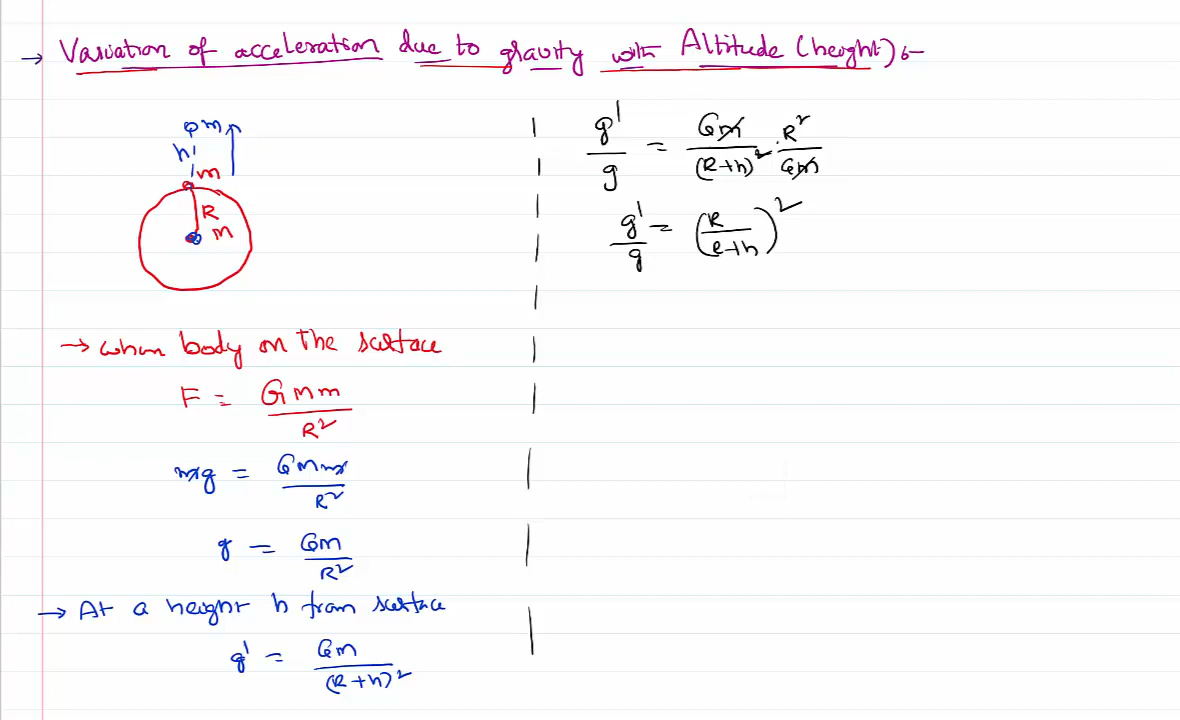 → Variation of acceleration due to gravity with Altitude (height) :-
m
h
m
R
M
→ when body on the surface
F = GMm / R²
mg = GMm / R²
g = GM / R²
→ At a height h from surface
g' = GM / (R+h)²
g' / g = GM / (R+h)² · R² / GM
g' / g = (R / R+h)²